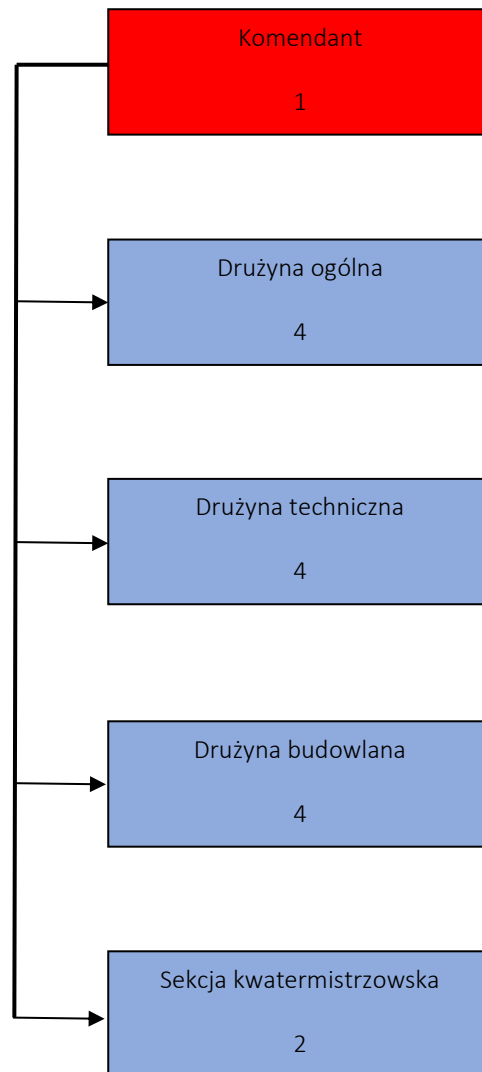 Komendant
1
Drużyna ogólna
4
Drużyna techniczna
4
Drużyna budowlana
4
Sekcja kwatermistrzowska
2